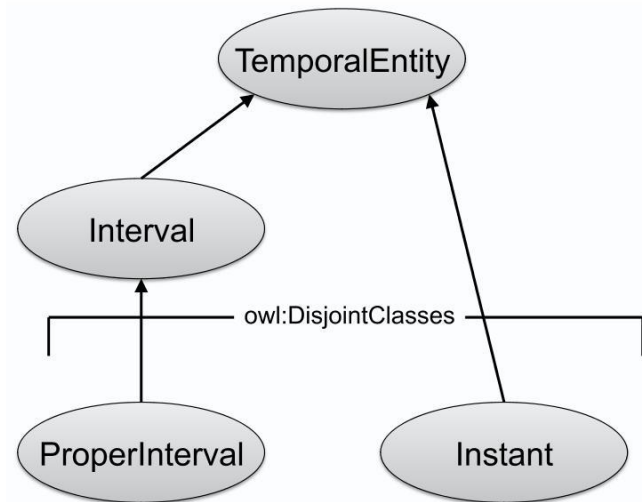 TemporalEntity
Interval
owl:DisjointClasses
ProperInterval
Instant